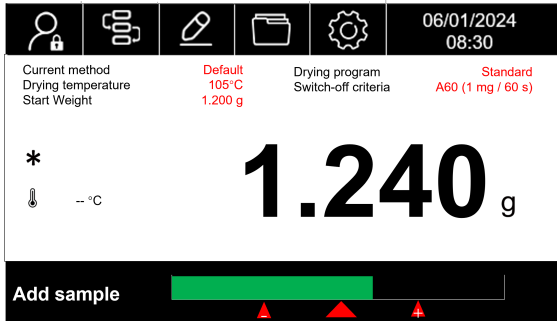 06/01/2024
08:30
Current method Default
Drying temperature 105°C
Start Weight 1.200 g
Drying program Standard
Switch-off criteria A60 (1 mg / 60 s)
*
-- °C
1.240 g
Add sample
- +